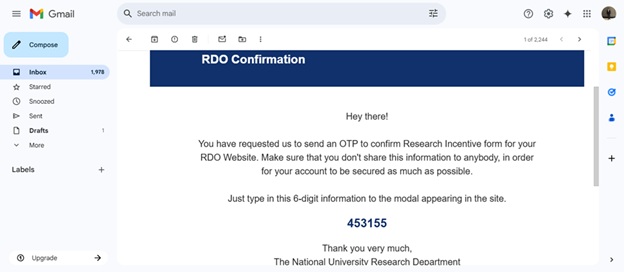 Gmail
Search mail
Compose
1 of 2,244
Inbox 1,978
Starred
Snoozed
Sent
Drafts 1
More
Labels
Upgrade
RDO Confirmation
Hey there!
You have requested us to send an OTP to confirm Research Incentive form for your
RDO Website. Make sure that you don't share this information to anybody, in order
for your account to be secured as much as possible.
Just type in this 6-digit information to the modal appearing in the site.
453155
Thank you very much,
The National University Research Department